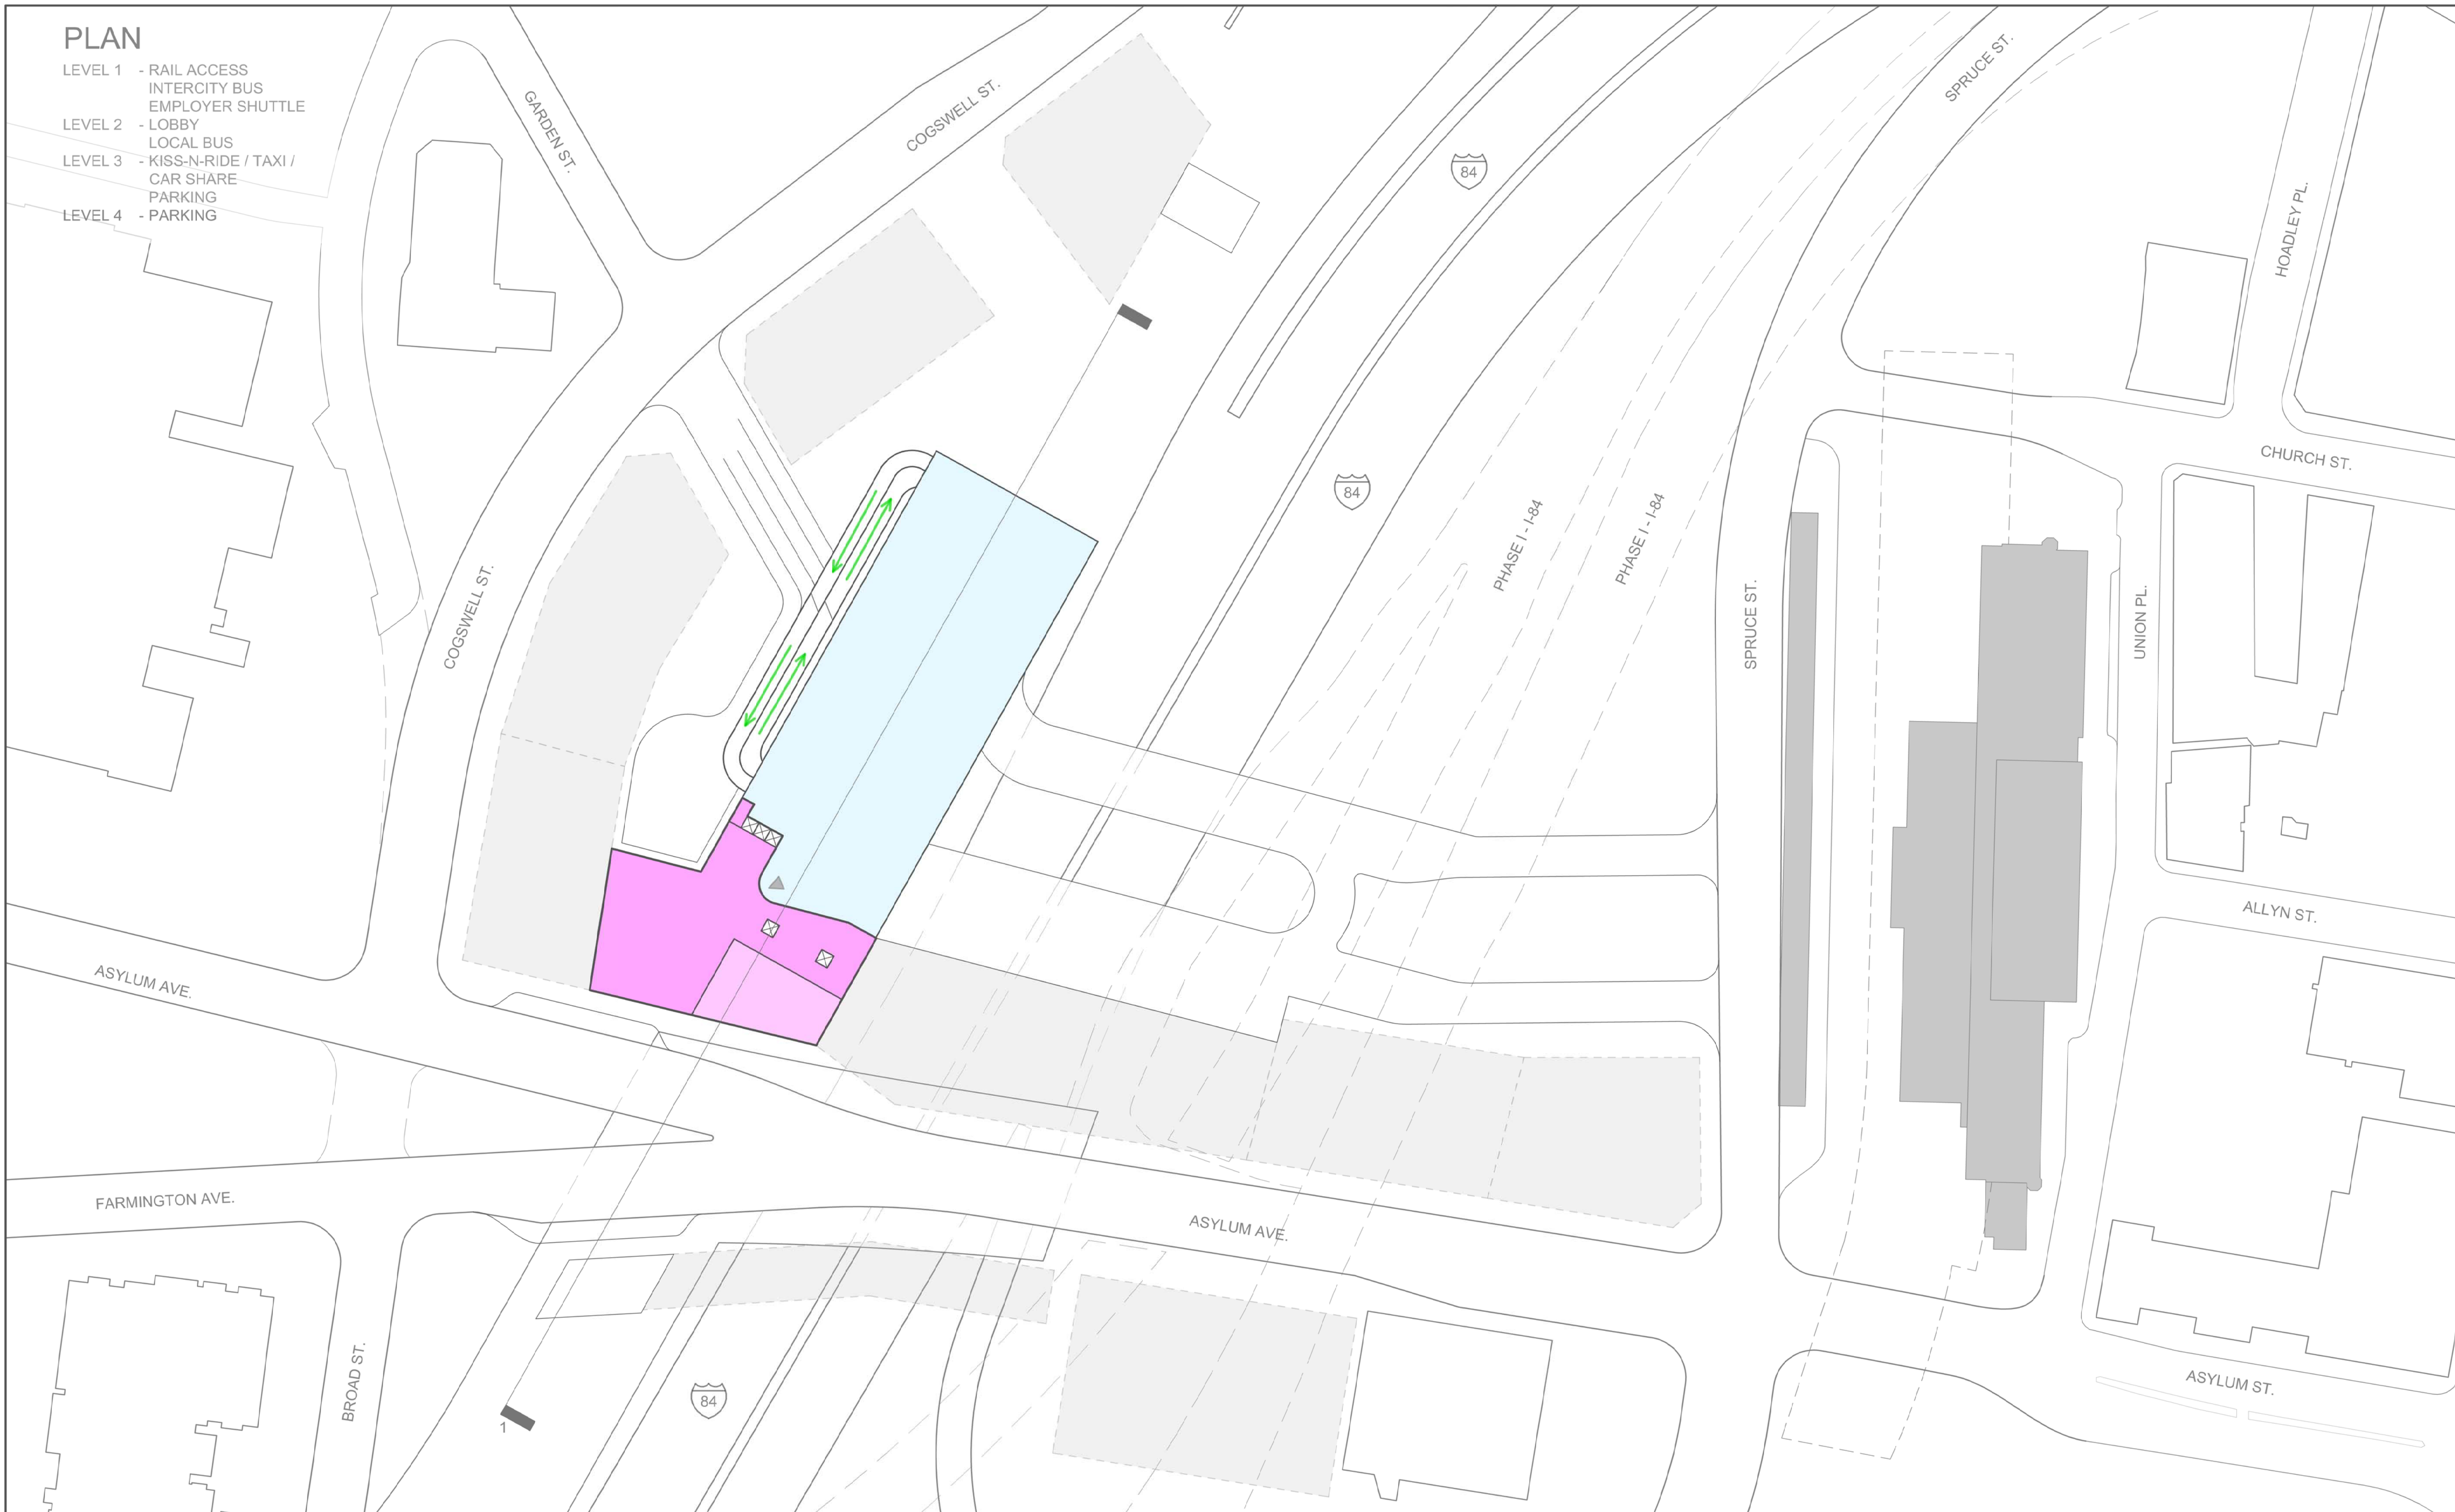 PLAN
LEVEL 1 - RAIL ACCESS
INTERCITY BUS
EMPLOYER SHUTTLE
LEVEL 2 - LOBBY
LOCAL BUS
LEVEL 3 - KISS-N-RIDE / TAXI /
CAR SHARE
PARKING
LEVEL 4 - PARKING
GARDEN ST.
COGSWELL ST.
SPRUCE ST.
84
HOADLEY PL.
CHURCH ST.
84
PHASE I - I-84
PHASE I - I-84
COGSWELL ST.
SPRUCE ST.
UNION PL.
ALLYN ST.
ASYLUM AVE.
FARMINGTON AVE.
ASYLUM AVE.
BROAD ST.
84
ASYLUM ST.
1